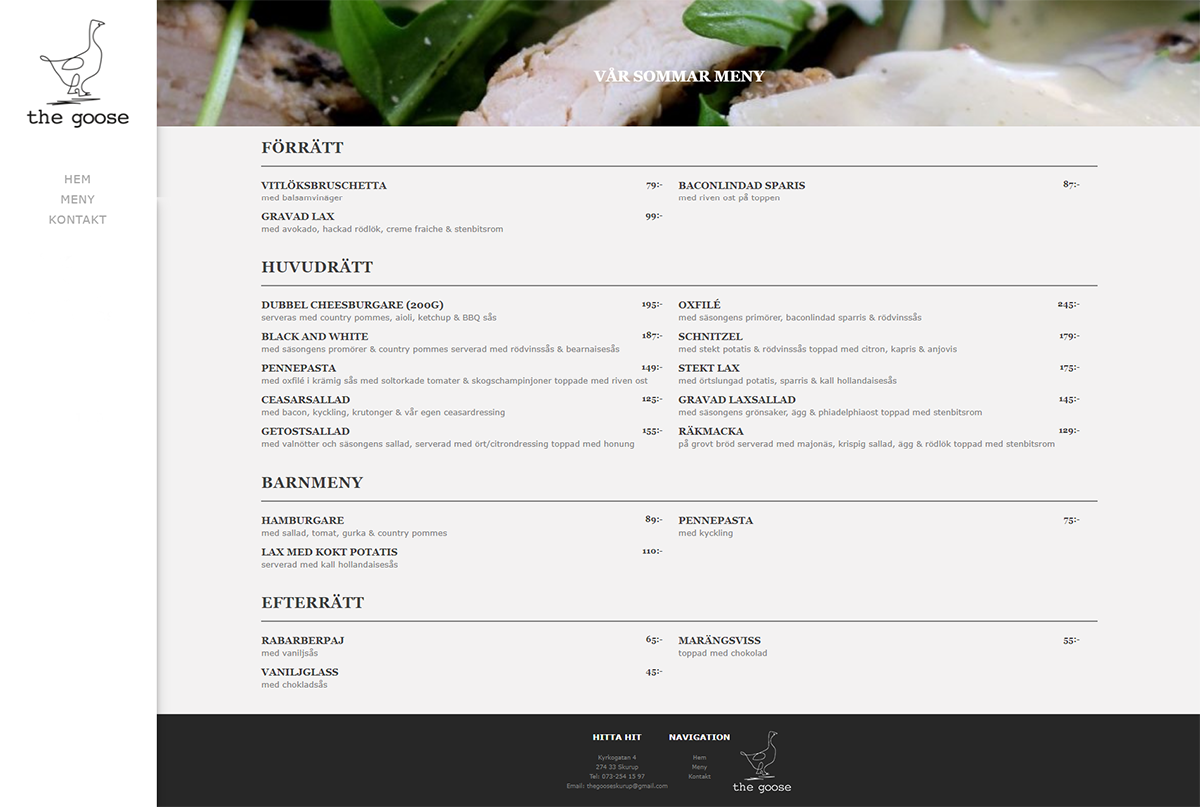 the goose
HEM
MENY
KONTAKT
VÅR SOMMAR MENY
FÖRRÄTT
VITLÖKSBRUSCHETTA 79:-
med balsamvinäger
BACONLINDAD SPARIS 87:-
med riven ost på toppen
GRAVAD LAX 99:-
med avokado, hackad rödlök, creme fraiche & stenbitsrom
HUVUDRÄTT
DUBBEL CHEESBURGARE (200G) 195:-
serveras med country pommes, aioli, ketchup & BBQ sås
OXFILÉ 245:-
med säsongens primörer, baconlindad sparris & rödvinssås
BLACK AND WHITE 187:-
med säsongens promörer & country pommes serverad med rödvinssås & bearnaisesås
SCHNITZEL 179:-
med stekt potatis & rödvinssås toppad med citron, kapris & anjovis
PENNEPASTA 149:-
med oxfilé i krämig sås med soltorkade tomater & skogschampinjoner toppade med riven ost
STEKT LAX 175:-
med örtslungad potatis, sparris & kall hollandaisesås
CEASARSALLAD 125:-
med bacon, kyckling, krutonger & vår egen ceasardressing
GRAVAD LAXSALLAD 145:-
med säsongens grönsaker, ägg & phiadelphiaost toppad med stenbitsrom
GETOSTSALLAD 155:-
med valnötter och säsongens sallad, serverad med ört/citrondressing toppad med honung
RÄKMACKA 129:-
på grovt bröd serverad med majonäs, krispig sallad, ägg & rödlök toppad med stenbitsrom
BARNMENY
HAMBURGARE 89:-
med sallad, tomat, gurka & country pommes
PENNEPASTA 75:-
med kyckling
LAX MED KOKT POTATIS 110:-
serverad med kall hollandaisesås
EFTERRÄTT
RABARBERPAJ 65:-
med vaniljsås
MARÄNGSVISS 55:-
toppad med chokolad
VANILJGLASS 45:-
med chokladsås
HITTA HIT
Kyrkogatan 4
274 33 Skurup
Tel: 073-254 15 97
Email: thegooseskurup@gmail.com
NAVIGATION
Hem
Meny
Kontakt
the goose